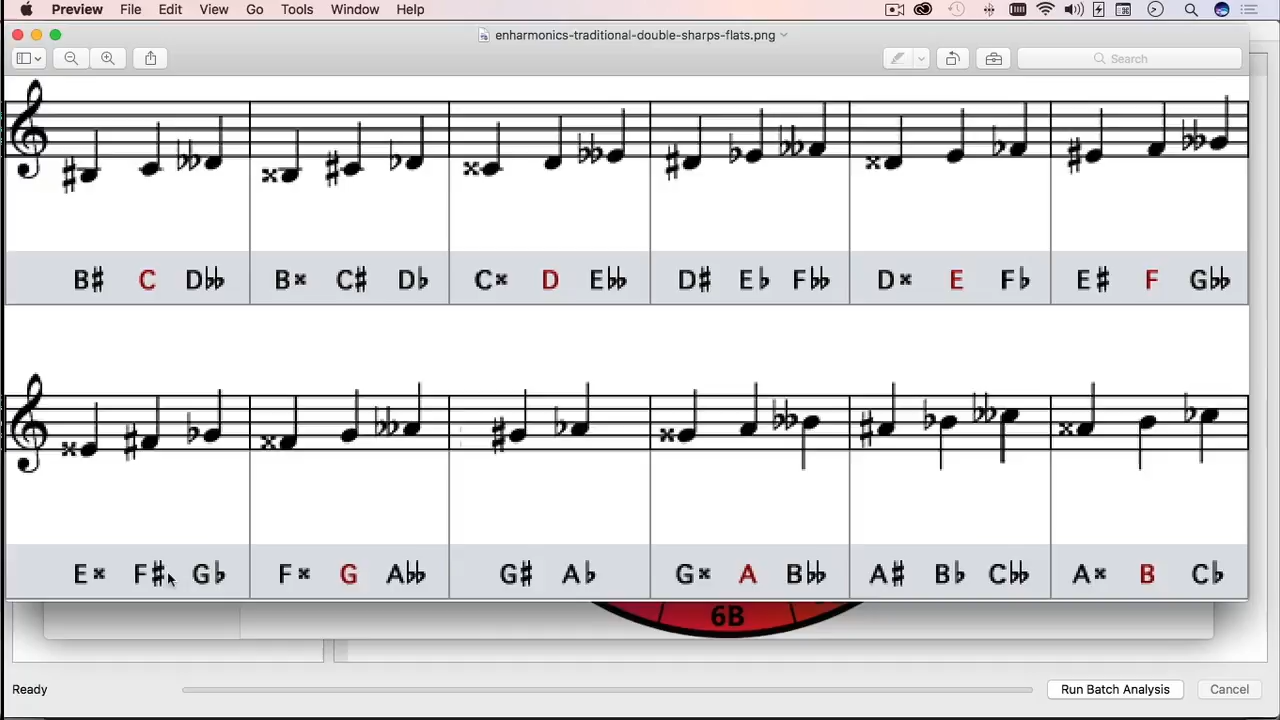 Preview File Edit View Go Tools Window Help
enharmonics-traditional-double-sharps-flats.png
Search
B♯ C D𝄫 B𝄪 C♯ D♭ C𝄪 D E𝄫 D♯ E♭ F𝄫 D𝄪 E F♭ E♯ F G𝄫
E𝄪 F♯ G♭ F𝄪 G A𝄫 G♯ A♭ G𝄪 A B𝄫 A♯ B♭ C𝄫 A𝄪 B C♭
6B
Ready Run Batch Analysis Cancel